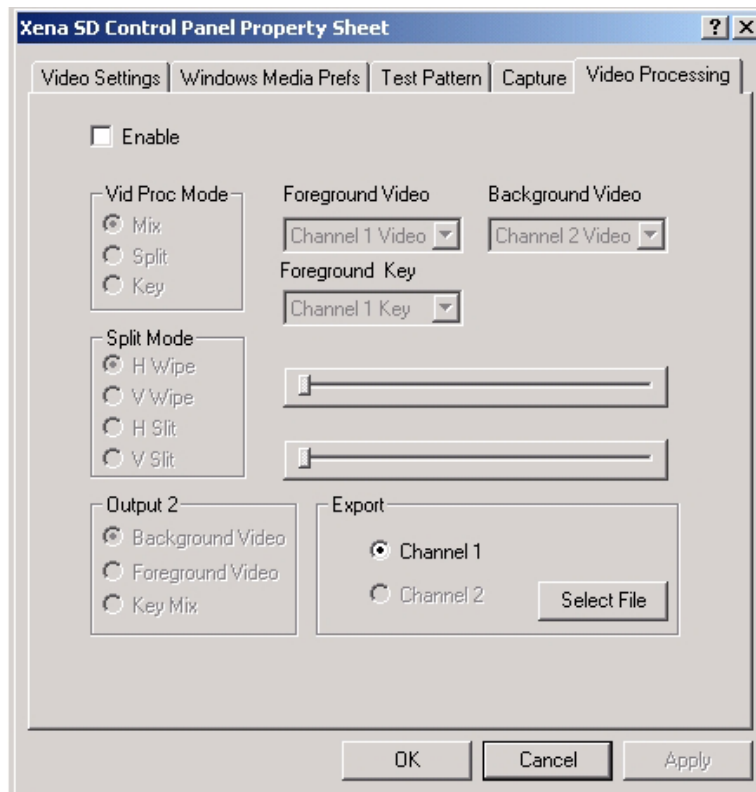 Xena SD Control Panel Property Sheet
Video Settings
Windows Media Prefs
Test Pattern
Capture
Video Processing
Enable
Vid Proc Mode
Mix
Split
Key
Foreground Video
Channel 1 Video
Background Video
Channel 2 Video
Foreground Key
Channel 1 Key
Split Mode
H Wipe
V Wipe
H Slit
V Slit
Output 2
Background Video
Foreground Video
Key Mix
Export
Channel 1
Channel 2
Select File
OK
Cancel
Apply